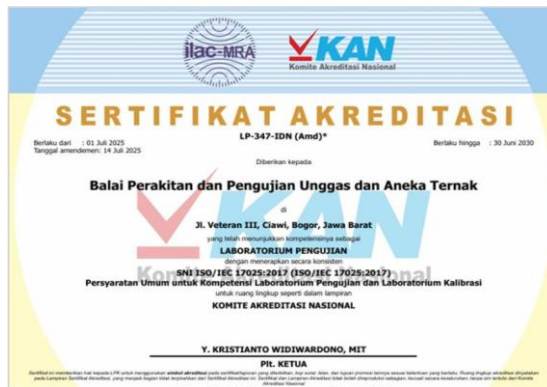 ilac-MRA
KAN
Komite Akreditasi Nasional
SERTIFIKAT AKREDITASI
LP-347-IDN (Amd)*
Berlaku dari : 01 Juli 2025
Tanggal amendemen: 14 Juli 2025
Berlaku hingga : 30 Juni 2030
Diberikan kepada
Balai Perakitan dan Pengujian Unggas dan Aneka Ternak
di
Jl. Veteran III, Ciawi, Bogor, Jawa Barat
yang telah menunjukkan kompetensinya sebagai
LABORATORIUM PENGUJIAN
dengan menerapkan secara konsisten
SNI ISO/IEC 17025:2017 (ISO/IEC 17025:2017)
Persyaratan Umum untuk Kompetensi Laboratorium Pengujian dan Laboratorium Kalibrasi
untuk ruang lingkup seperti dalam lampiran
KOMITE AKREDITASI NASIONAL
Y. KRISTIANTO WIDIWARDONO, MIT
Plt. KETUA